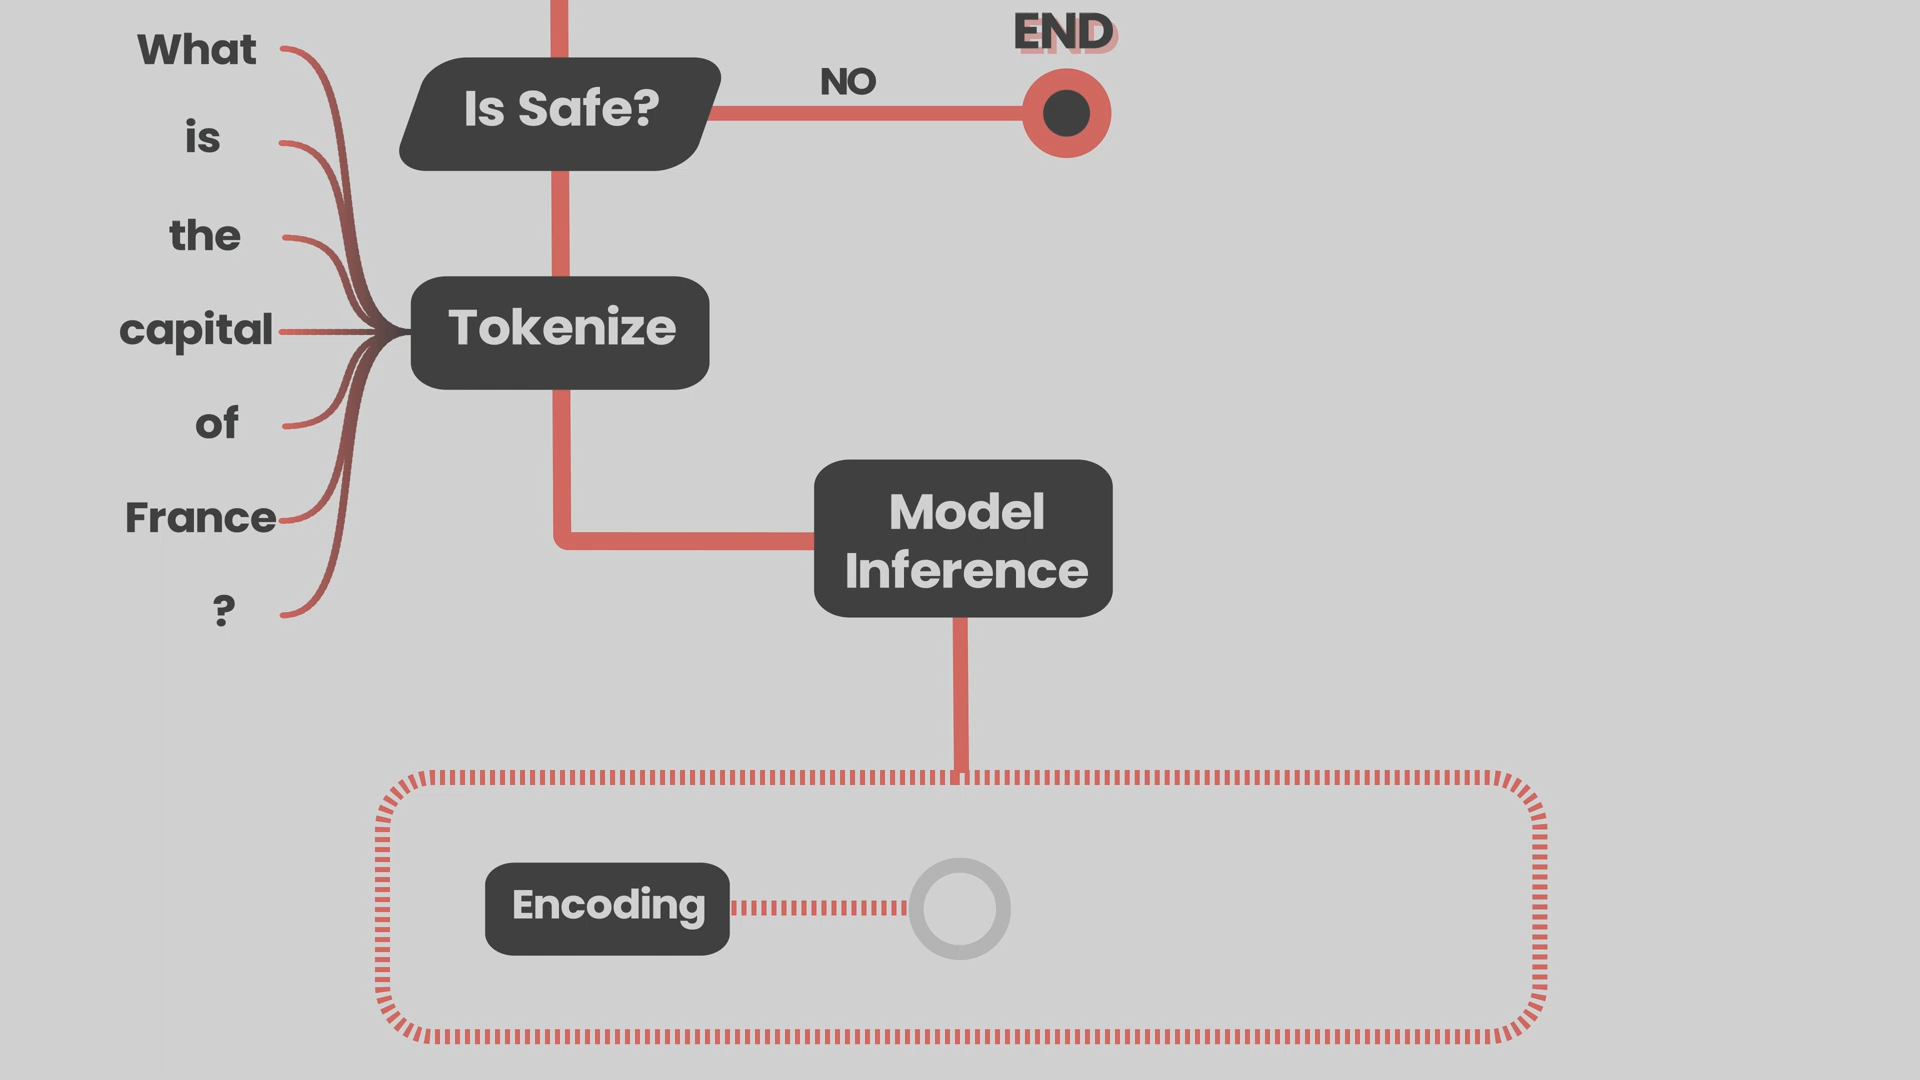 What
is
the
capital
of
France
?
Is Safe?
NO
END
Tokenize
Model
Inference
Encoding